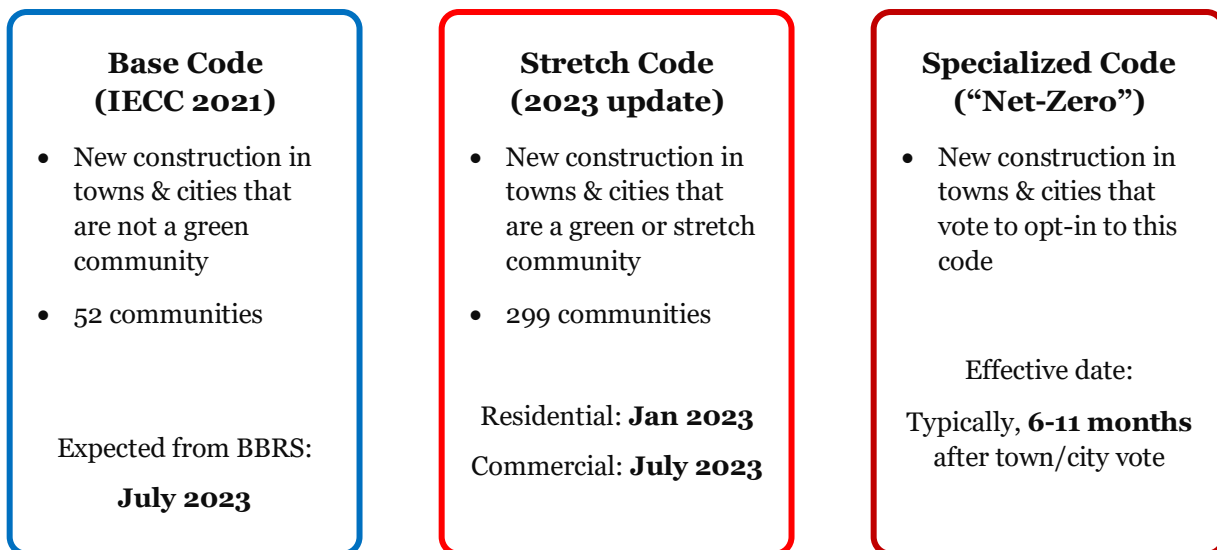 Base Code
(IECC 2021)
• New construction in
towns & cities that
are not a green
community
• 52 communities
Expected from BBRS:
July 2023
Stretch Code
(2023 update)
• New construction in
towns & cities that
are a green or stretch
community
• 299 communities
Residential: Jan 2023
Commercial: July 2023
Specialized Code
(“Net-Zero”)
• New construction in
towns & cities that
vote to opt-in to this
code
Effective date:
Typically, 6-11 months
after town/city vote